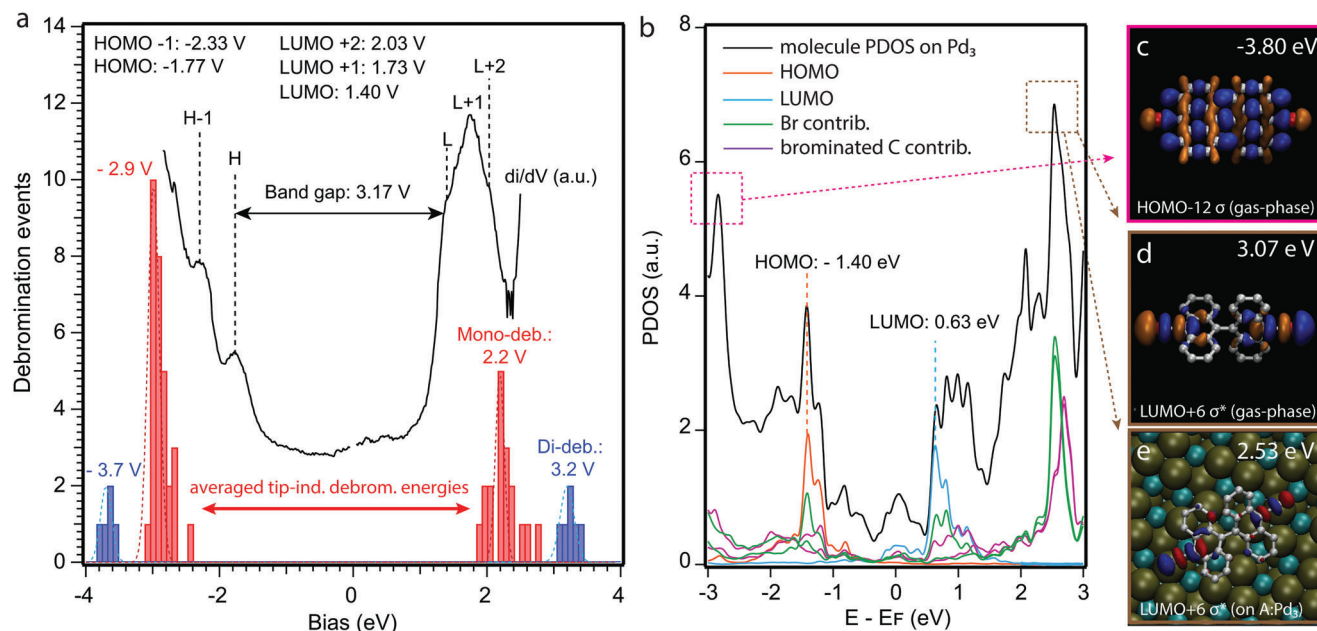 a
Debromination events
14
12
10
8
6
4
2
0
HOMO -1: -2.33 V
HOMO: -1.77 V
LUMO +2: 2.03 V
LUMO +1: 1.73 V
LUMO: 1.40 V
H-1
H
L
L+1
L+2
di/dV (a.u.)
Band gap: 3.17 V
- 2.9 V
- 3.7 V
Mono-deb.:
2.2 V
Di-deb.:
3.2 V
averaged tip-ind. debrom. energies
-4
-2
0
2
4
Bias (eV)
b
PDOS (a.u.)
8
6
4
2
0
molecule PDOS on Pd₃
HOMO
LUMO
Br contrib.
brominated C contrib.
HOMO: - 1.40 eV
LUMO: 0.63 eV
-3
-2
-1
0
1
2
3
E - EF (eV)
c
-3.80 eV
HOMO-12 σ (gas-phase)
d
3.07 e V
LUMO+6 σ* (gas-phase)
e
2.53 eV
LUMO+6 σ* (on A:Pd₃)